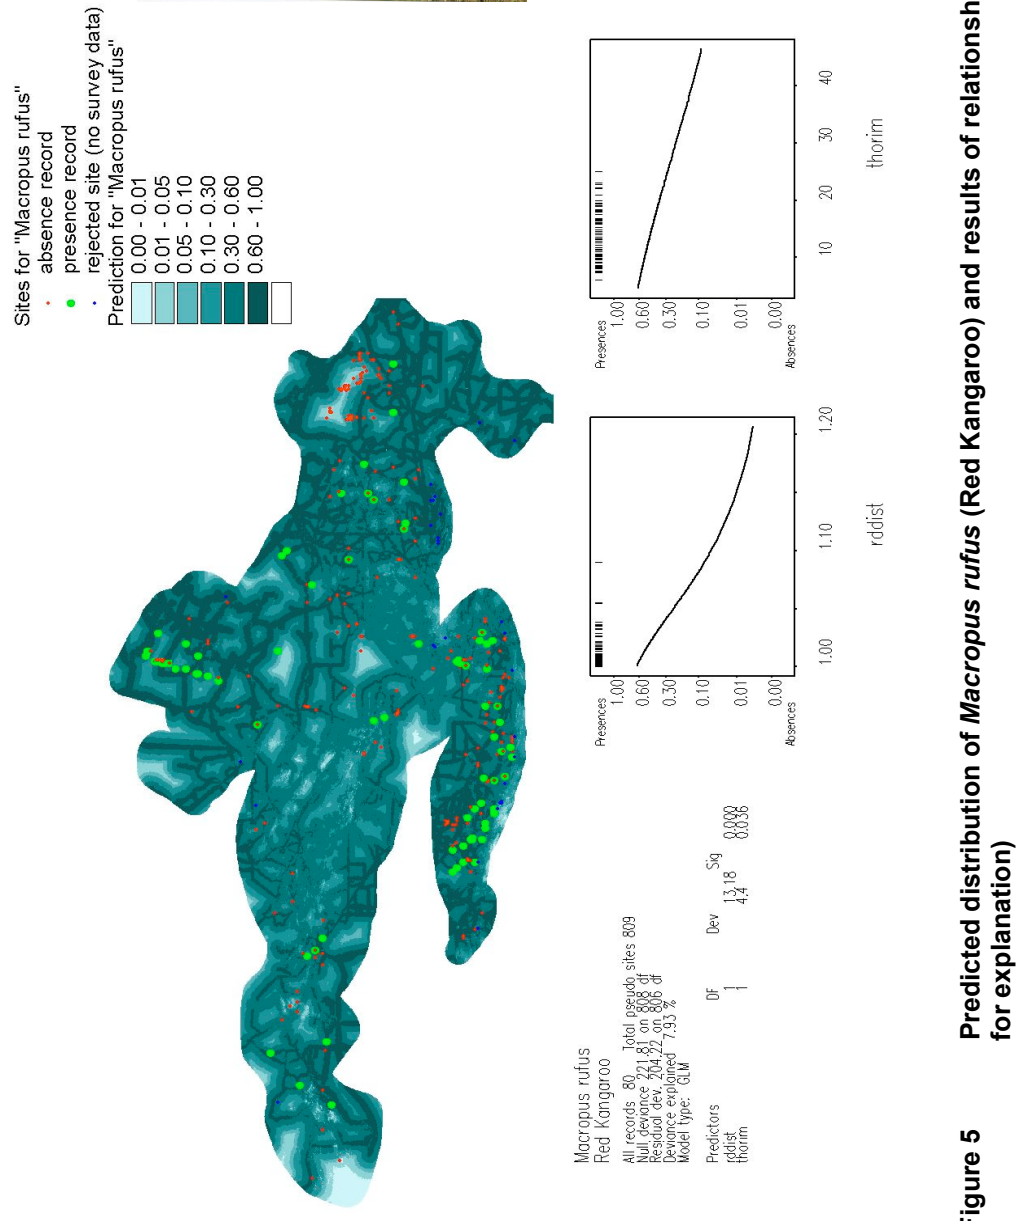 Sites for "Macropus rufus"
absence record
presence record
rejected site (no survey data)
Prediction for "Macropus rufus"
0.00 - 0.01
0.01 - 0.05
0.05 - 0.10
0.10 - 0.30
0.30 - 0.60
0.60 - 1.00
Macropus rufus
Red Kangaroo
All records 80 Total pseudo sites 809
Null deviance 221.81 on 808 df
Residual dev. 204.22 on 806 df
Deviance explained 7.93 %
Model type: GLM
Predictors DF Dev Sig
rddist 1 13.18 0.000
thorim 1 4.4 0.036
Presences
1.00
0.60
0.30
0.10
0.01
0.00
Absences
1.00 1.10 1.20
rddist
Presences
1.00
0.60
0.30
0.10
0.01
0.00
Absences
10 20 30 40
thorim
igure 5 Predicted distribution of Macropus rufus (Red Kangaroo) and results of relationsh
for explanation)